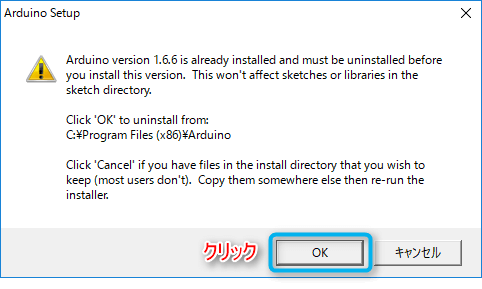 Arduino Setup
Arduino version 1.6.6 is already installed and must be uninstalled before
you install this version.  This won't affect sketches or libraries in the
sketch directory.
Click 'OK' to uninstall from:
C:¥Program Files (x86)¥Arduino
Click 'Cancel' if you have files in the install directory that you wish to
keep (most users don't).  Copy them somewhere else then re-run the
installer.
クリック OK キャンセル